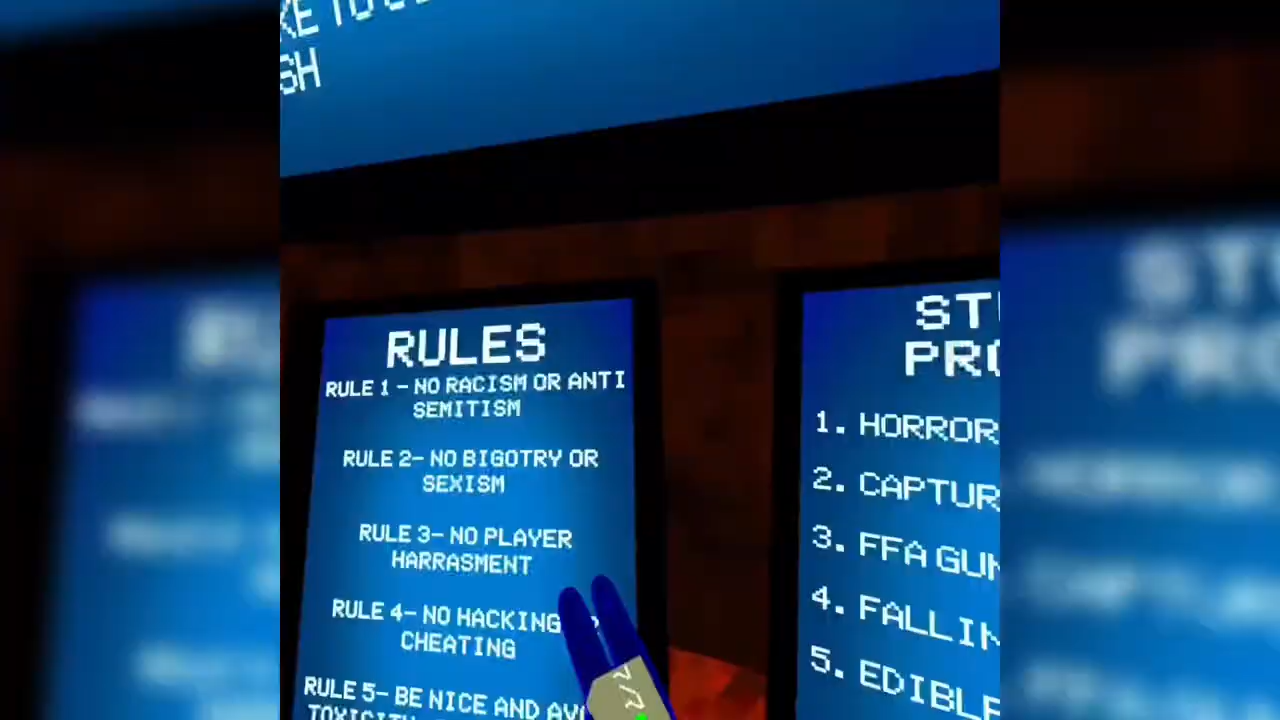 SH
RULES
RULE 1 - NO RACISM OR ANTI
SEMITISM
RULE 2- NO BIGOTRY OR
SEXISM
RULE 3- NO PLAYER
HARRASMENT
RULE 4- NO HACKING
CHEATING
RULE 5- BE NICE AND
TOXICITY
1. HORROR
2. CAPTUR
3. FFA GUN
4. FALLIN
5. EDIBLE